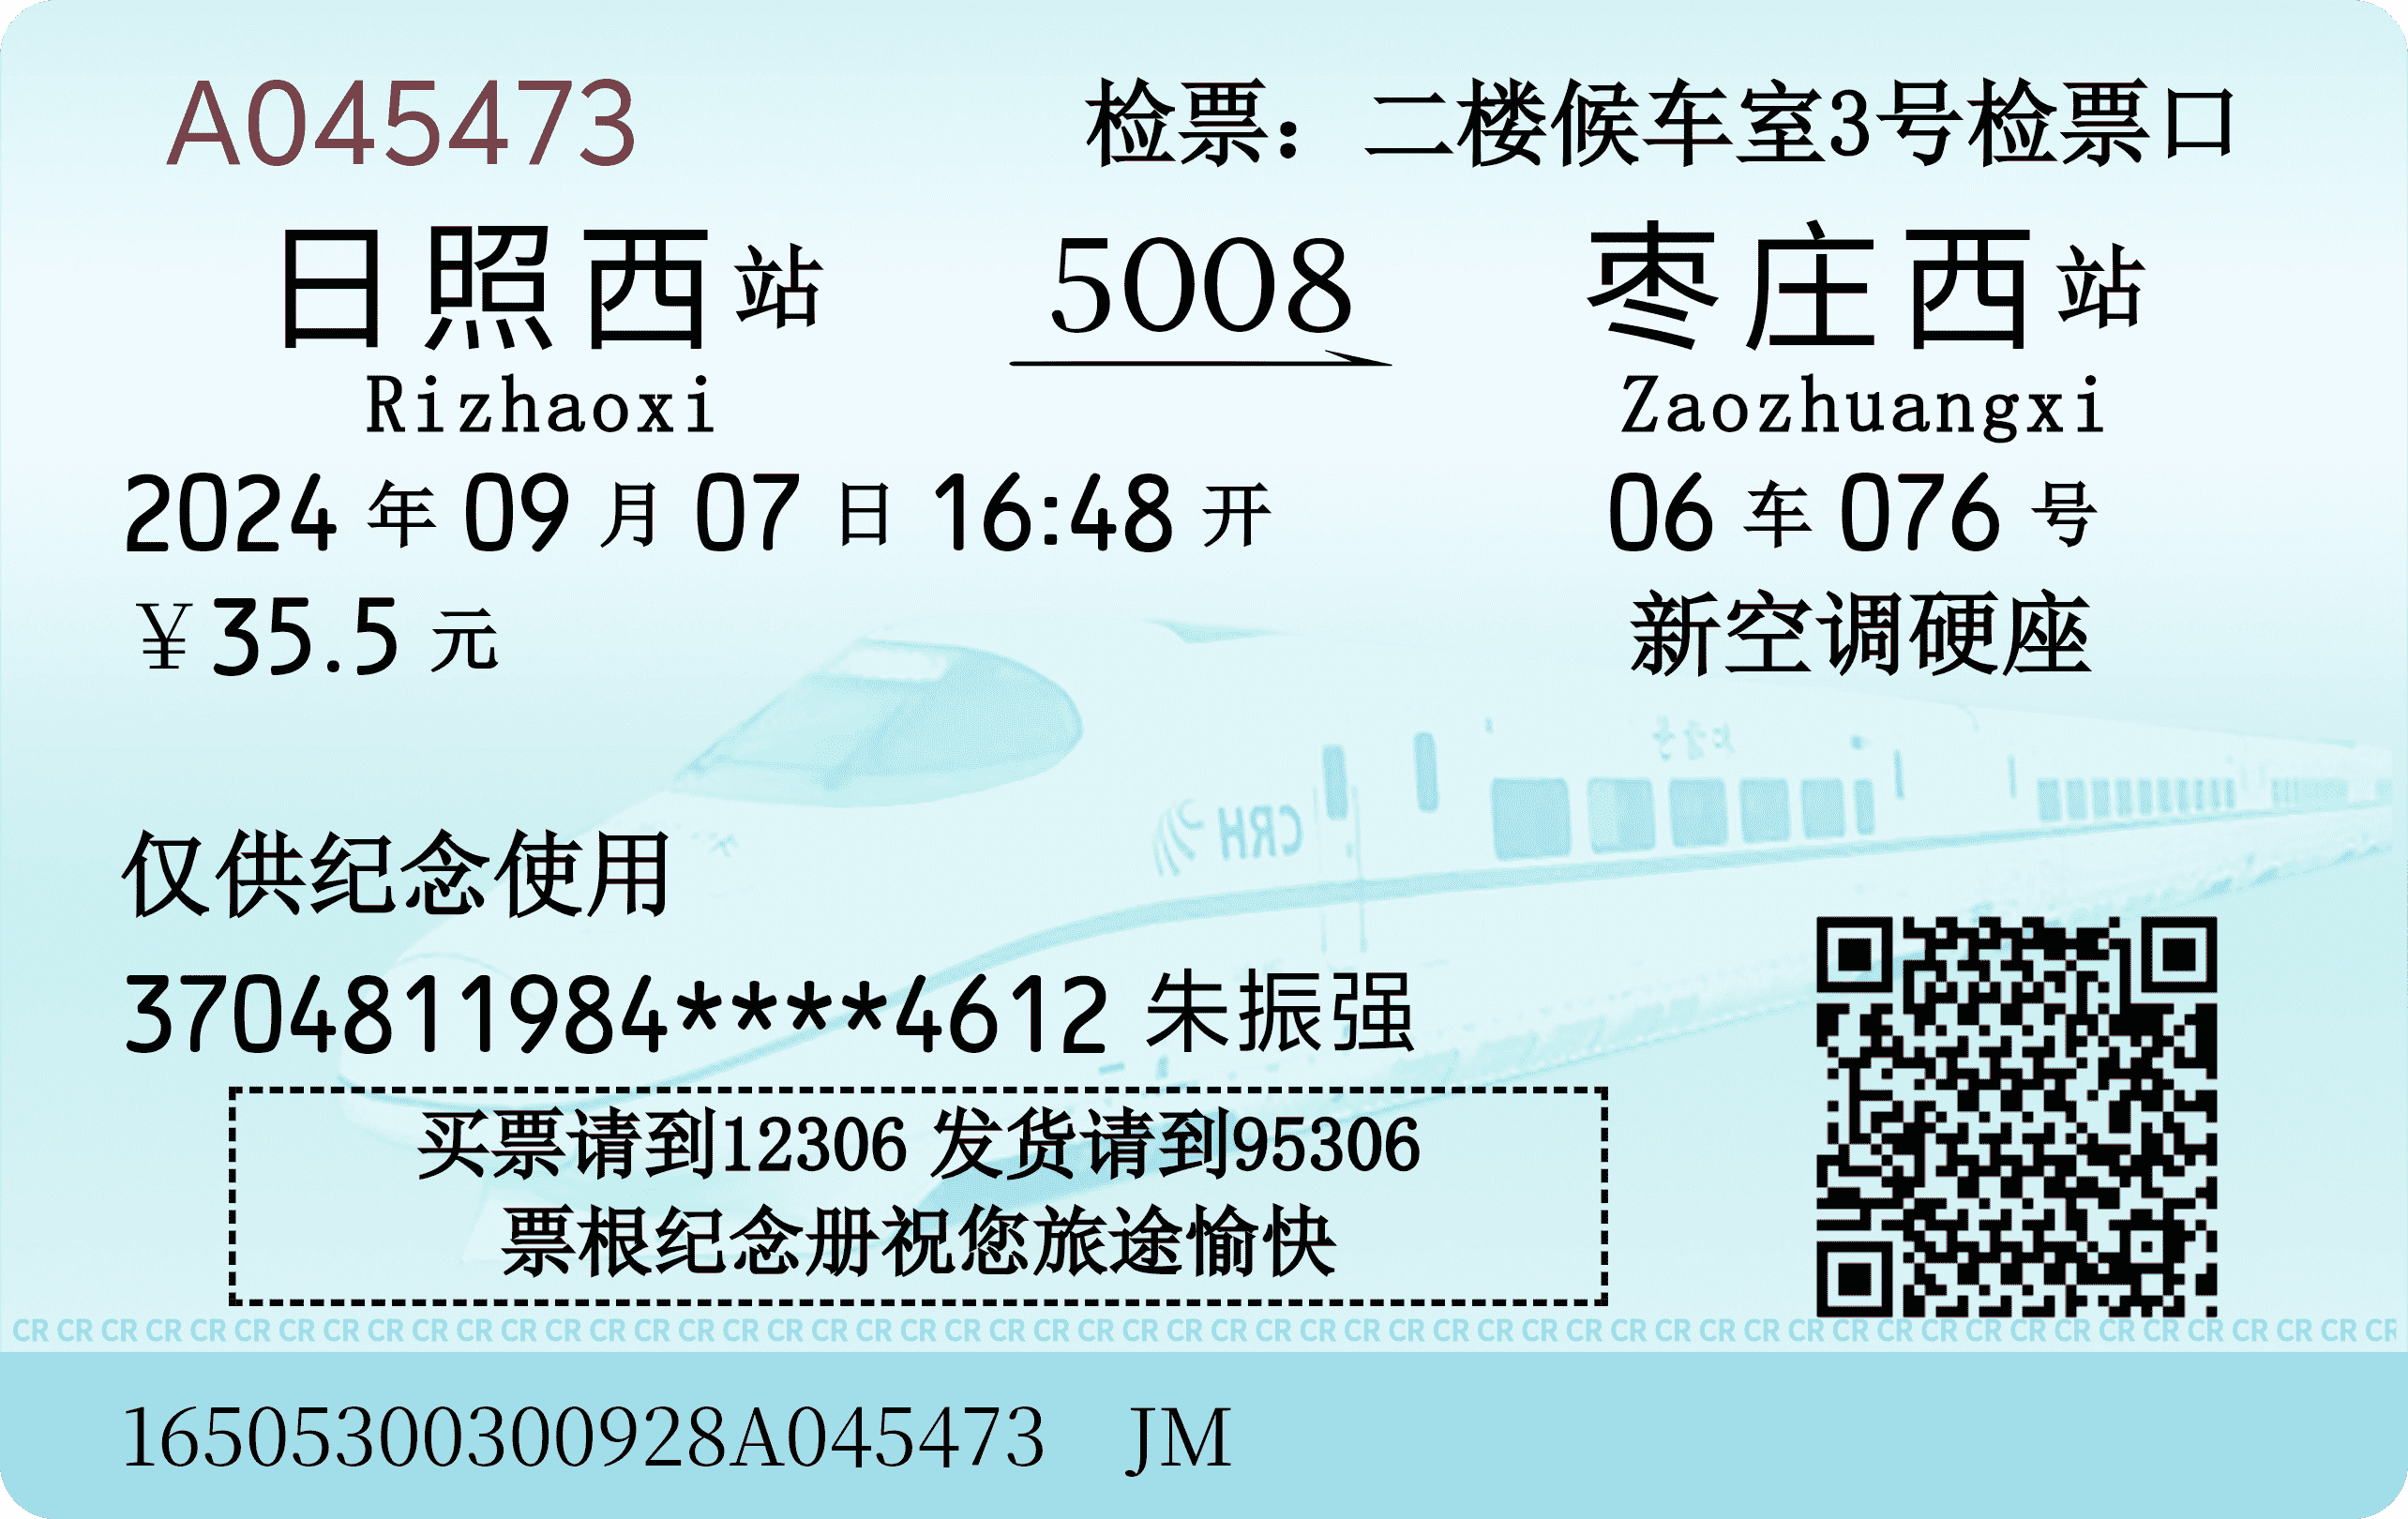 A045473 检票：二楼候车室3号检票口
日照西站 5008 枣庄西站
Rizhaoxi Zaozhuangxi
2024年09月07日16:48开 06车076号
￥35.5元 新空调硬座
CRH
仅供纪念使用
3704811984****4612 朱振强
买票请到12306 发货请到95306
票根纪念册祝您旅途愉快
CR CR CR CR CR CR CR CR CR CR CR CR CR CR CR CR CR CR CR CR CR CR CR CR CR CR CR CR CR CR CR CR CR CR CR CR CR CR CR CR CR CR CR CR CR CR CR CR CR CR CR CR CR CR
16505300300928A045473 JM